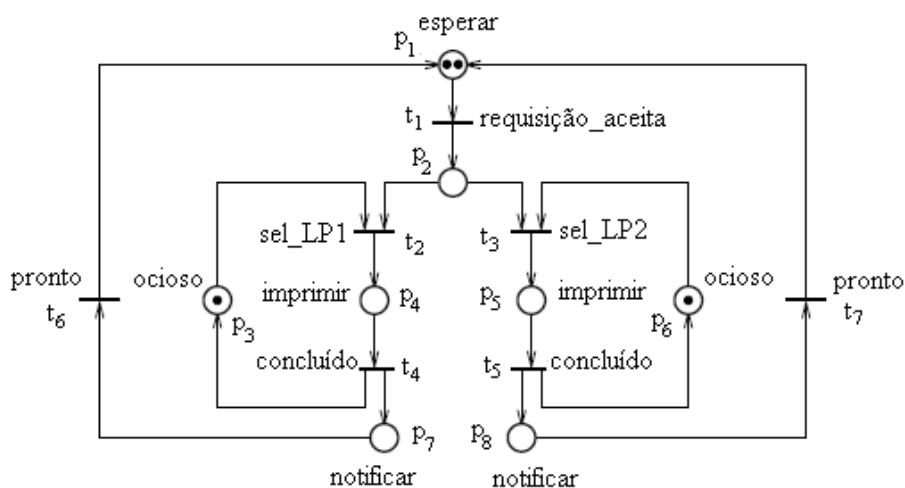 esperar
p1
t1 requisição_aceita
p2
sel_LP1 t2 t3 sel_LP2
pronto ocioso imprimir p4 p5 imprimir ocioso pronto
t6 p3 p6 t7
concluído t4 t5 concluído
p7 p8
notificar notificar